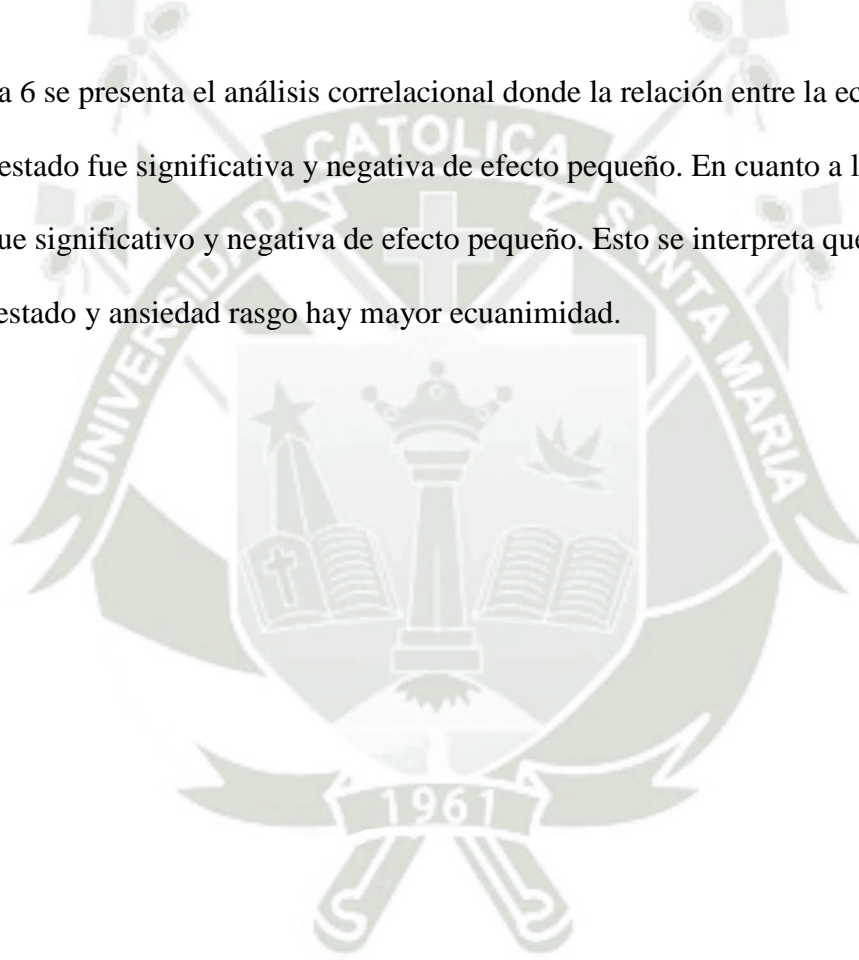 a 6 se presenta el análisis correlacional donde la relación entre la ec
estado fue significativa y negativa de efecto pequeño. En cuanto a l
ue significativo y negativa de efecto pequeño. Esto se interpreta que
estado y ansiedad rasgo hay mayor ecuanimidad.
UNIVERSIDAD CATOLICA SANTA MARIA
1961